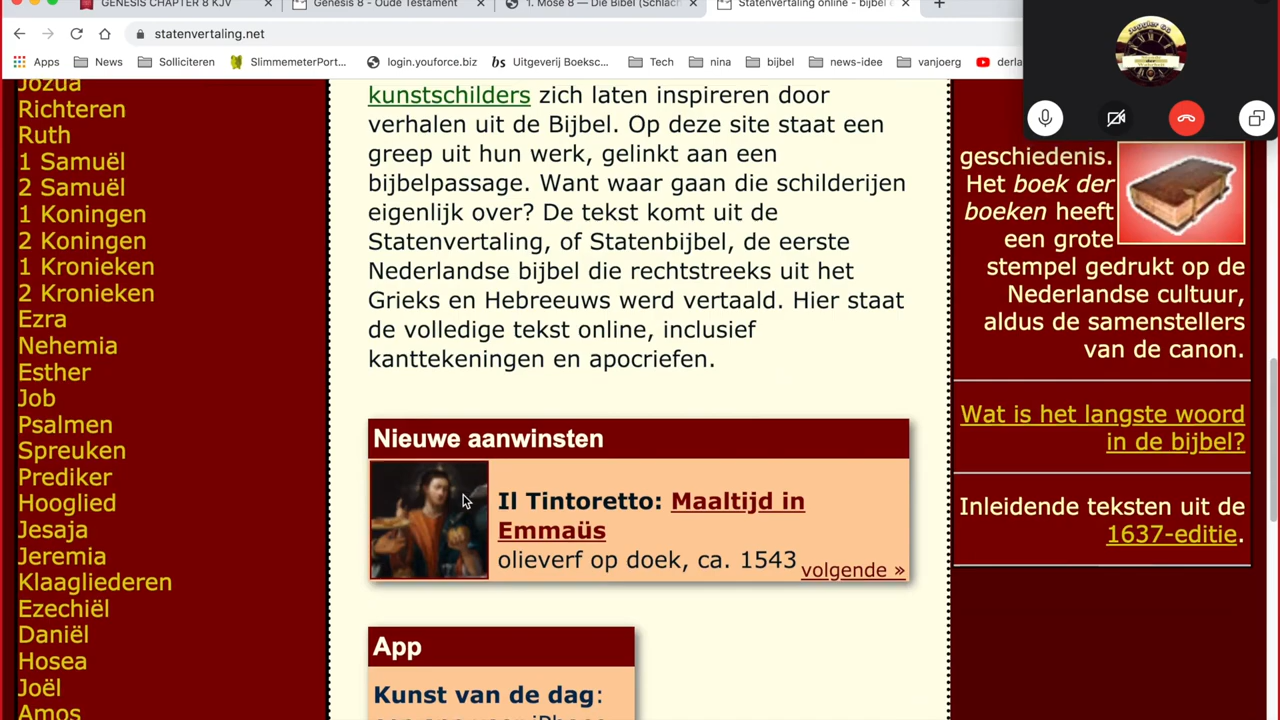 GENESIS CHAPTER 8 KJV
Genesis 8 - Oude Testament
1. Mose 8 — Die Bibel (Schlach
Statenvertaling online - bijbel
statenvertaling.net
Apps
News
Solliciteren
SlimmemeterPort...
login.youforce.biz
bs Uitgeverij Boeksc...
Tech
nina
bijbel
news-idee
vanjoerg
derla
Jozua
Richteren
Ruth
1 Samuël
2 Samuël
1 Koningen
2 Koningen
1 Kronieken
2 Kronieken
Ezra
Nehemia
Esther
Job
Psalmen
Spreuken
Prediker
Hooglied
Jesaja
Jeremia
Klaagliederen
Ezechiël
Daniël
Hosea
Joël
Amos
kunstschilders zich laten inspireren door
verhalen uit de Bijbel. Op deze site staat een
greep uit hun werk, gelinkt aan een
bijbelpassage. Want waar gaan die schilderijen
eigenlijk over? De tekst komt uit de
Statenvertaling, of Statenbijbel, de eerste
Nederlandse bijbel die rechtstreeks uit het
Grieks en Hebreeuws werd vertaald. Hier staat
de volledige tekst online, inclusief
kanttekeningen en apocriefen.
Nieuwe aanwinsten
Il Tintoretto: Maaltijd in
Emmaüs
olieverf op doek, ca. 1543
volgende »
App
Kunst van de dag:
geschiedenis.
Het boek der
boeken heeft
een grote
stempel gedrukt op de
Nederlandse cultuur,
aldus de samenstellers
van de canon.
Wat is het langste woord
in de bijbel?
Inleidende teksten uit de
1637-editie.